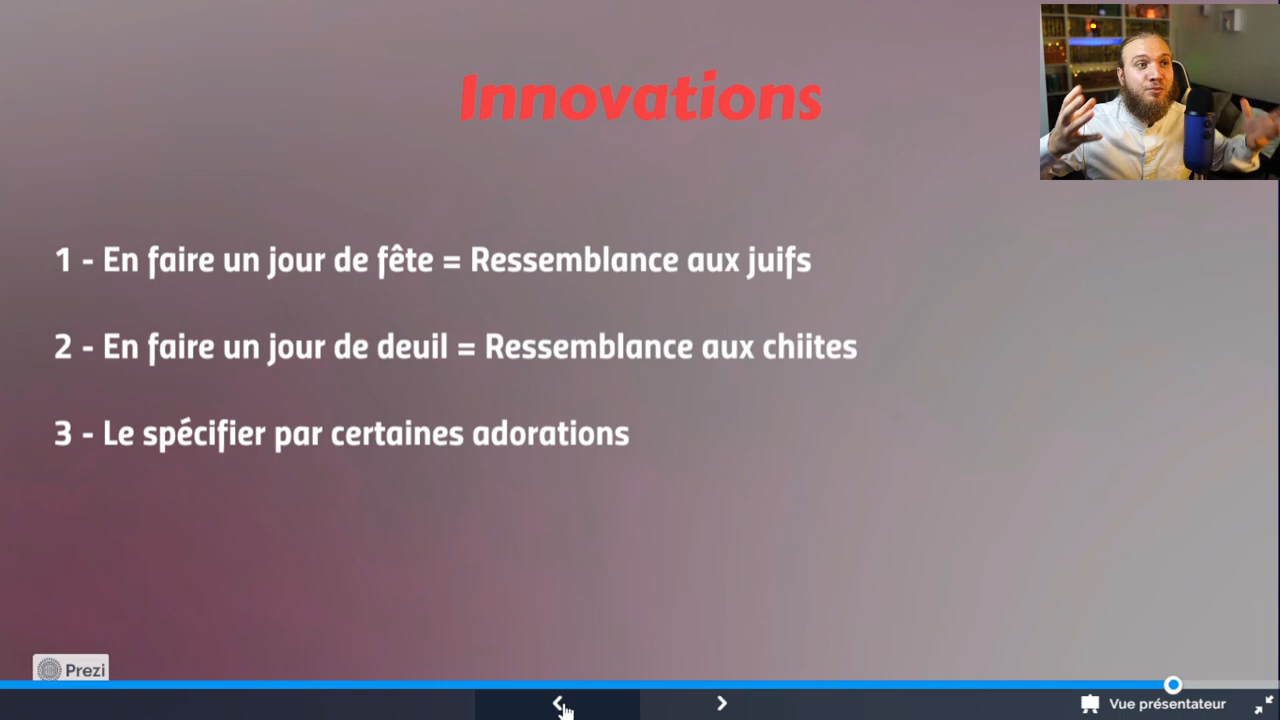 Innovations
1 - En faire un jour de fête = Ressemblance aux juifs
2 - En faire un jour de deuil = Ressemblance aux chiites
3 - Le spécifier par certaines adorations
Prezi
Vue présentateur